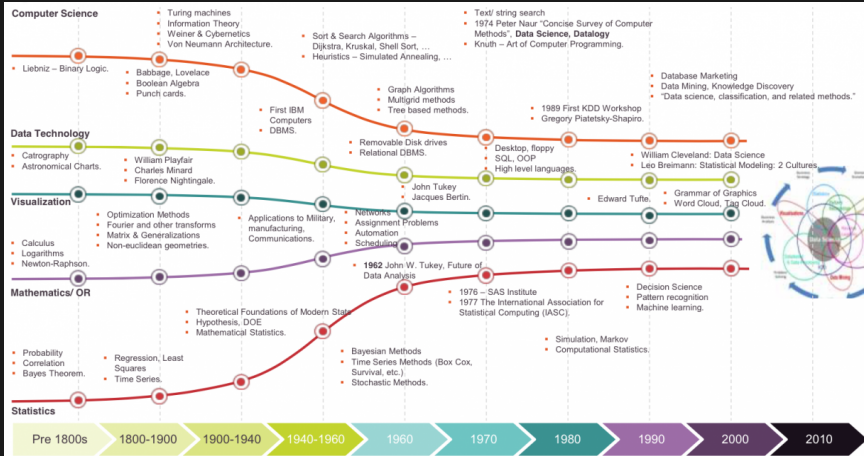 Computer Science
Turing machines
Information Theory
Weiner & Cybernetics
Von Neumann Architecture.
Sort & Search Algorithms –
Dijkstra, Kruskal, Shell Sort, …
Heuristics – Simulated Annealing, …
Text/ string search
1974 Peter Naur “Concise Survey of Computer
Methods”, Data Science, Datalogy
Knuth – Art of Computer Programming.
Liebniz – Binary Logic.
Babbage, Lovelace
Boolean Algebra
Punch cards.
First IBM
Computers
DBMS.
Graph Algorithms
Multigrid methods
Tree based methods.
1989 First KDD Workshop
Gregory Piatetsky-Shapiro.
Database Marketing
Data Mining, Knowledge Discovery
“Data science, classification, and related methods.”
Data Technology
Catrography
Astronomical Charts.
William Playfair
Charles Minard
Florence Nightingale.
Removable Disk drives
Relational DBMS.
Desktop, floppy
SQL, OOP
High level languages.
William Cleveland: Data Science
Leo Breimann: Statistical Modeling: 2 Cultures
John Tukey
Jacques Bertin.
Edward Tufte.
Grammar of Graphics
Word Cloud, Tag Cloud.
Visualization
Calculus
Logarithms
Newton-Raphson.
Optimization Methods
Fourier and other transforms
Matrix & Generalizations
Non-euclidean geometries.
Applications to Military,
manufacturing,
Communications.
Networks
Assignment Problems
Automation
Scheduling
Data Science
Mathematics/ OR
1962 John W. Tukey, Future of
Data Analysis
1976 – SAS Institute
1977 The International Association for
Statistical Computing (IASC).
Decision Science
Pattern recognition
Machine learning.
Theoretical Foundations of Modern Stats
Hypothesis, DOE
Mathematical Statistics.
Probability
Correlation
Bayes Theorem.
Regression, Least
Squares
Time Series.
Bayesian Methods
Time Series Methods (Box Cox,
Survival, etc.)
Stochastic Methods.
Simulation, Markov
Computational Statistics.
Statistics
Pre 1800s
1800-1900
1900-1940
1940-1960
1960
1970
1980
1990
2000
2010